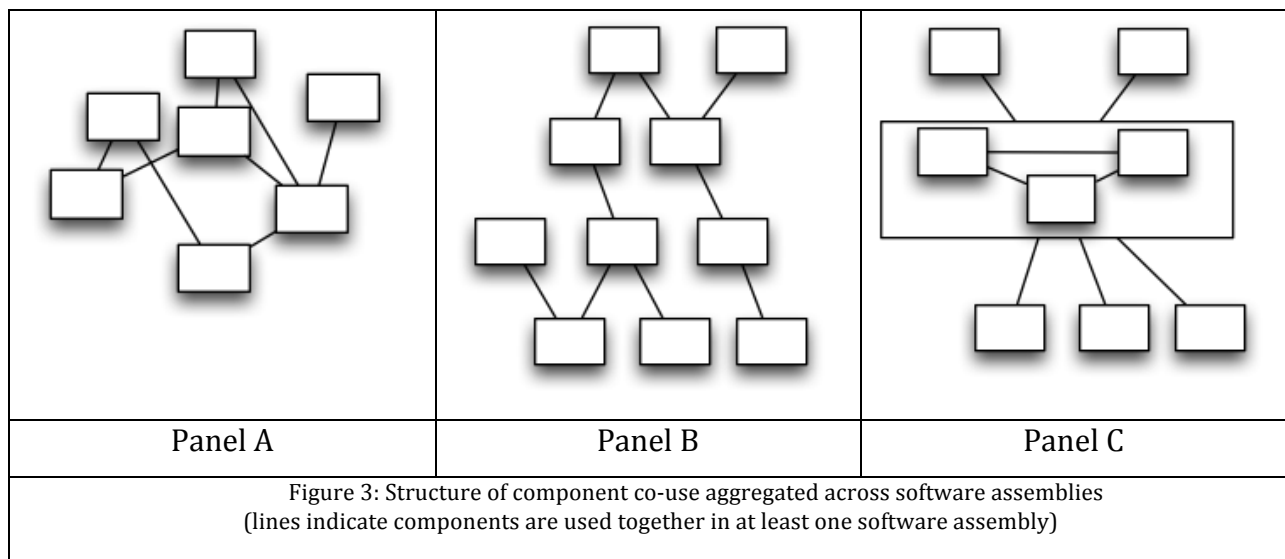 Panel A
Panel B
Panel C
Figure 3: Structure of component co-use aggregated across software assemblies
(lines indicate components are used together in at least one software assembly)